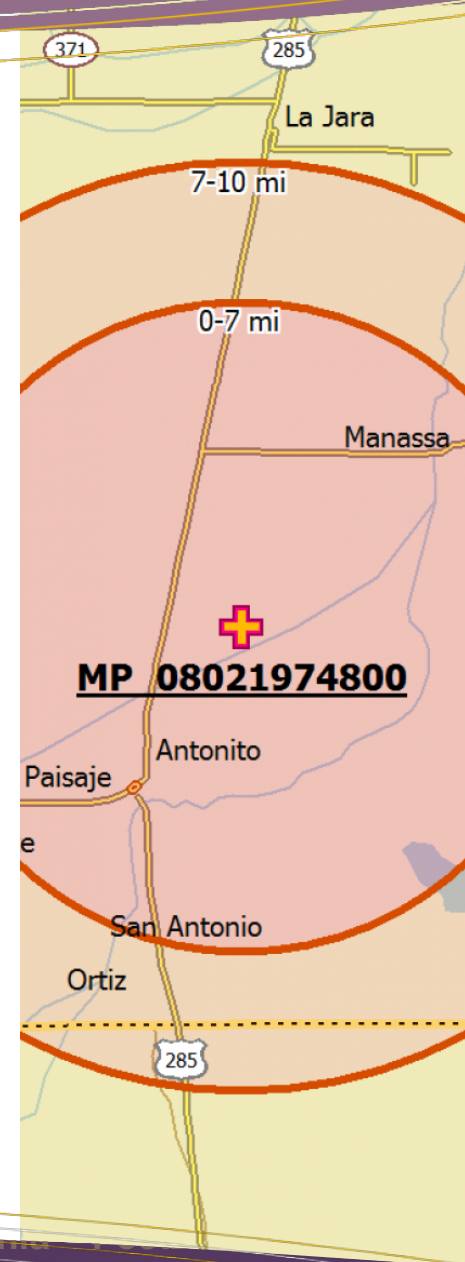 371
285
La Jara
7-10 mi
0-7 mi
Manassa
MP 08021974800
Antonito
Paisaje
e
San Antonio
Ortiz
285